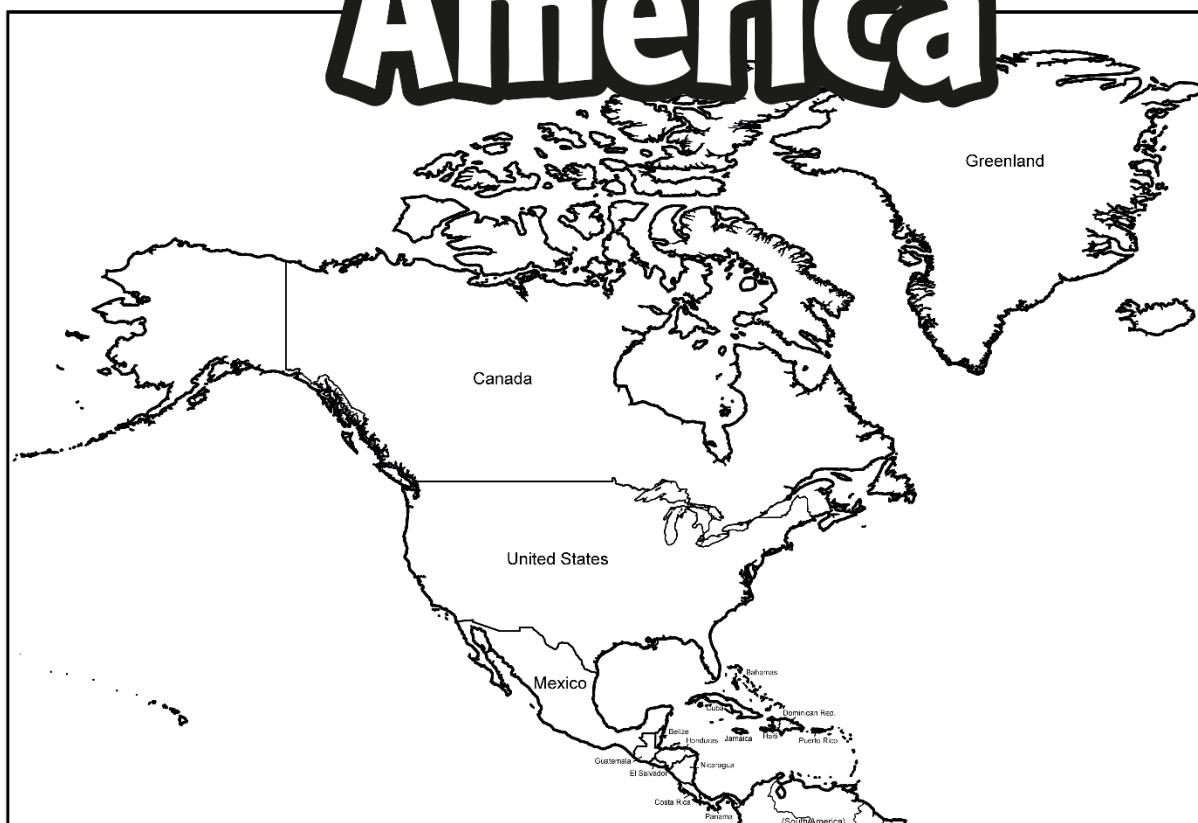 America
Greenland
Canada
United States
Mexico
Bahamas
Cuba
Dominican Rep.
Haiti
Jamaica
Puerto Rico
Belize
Honduras
Guatemala
El Salvador
Nicaragua
Costa Rica
Panama
(South America)